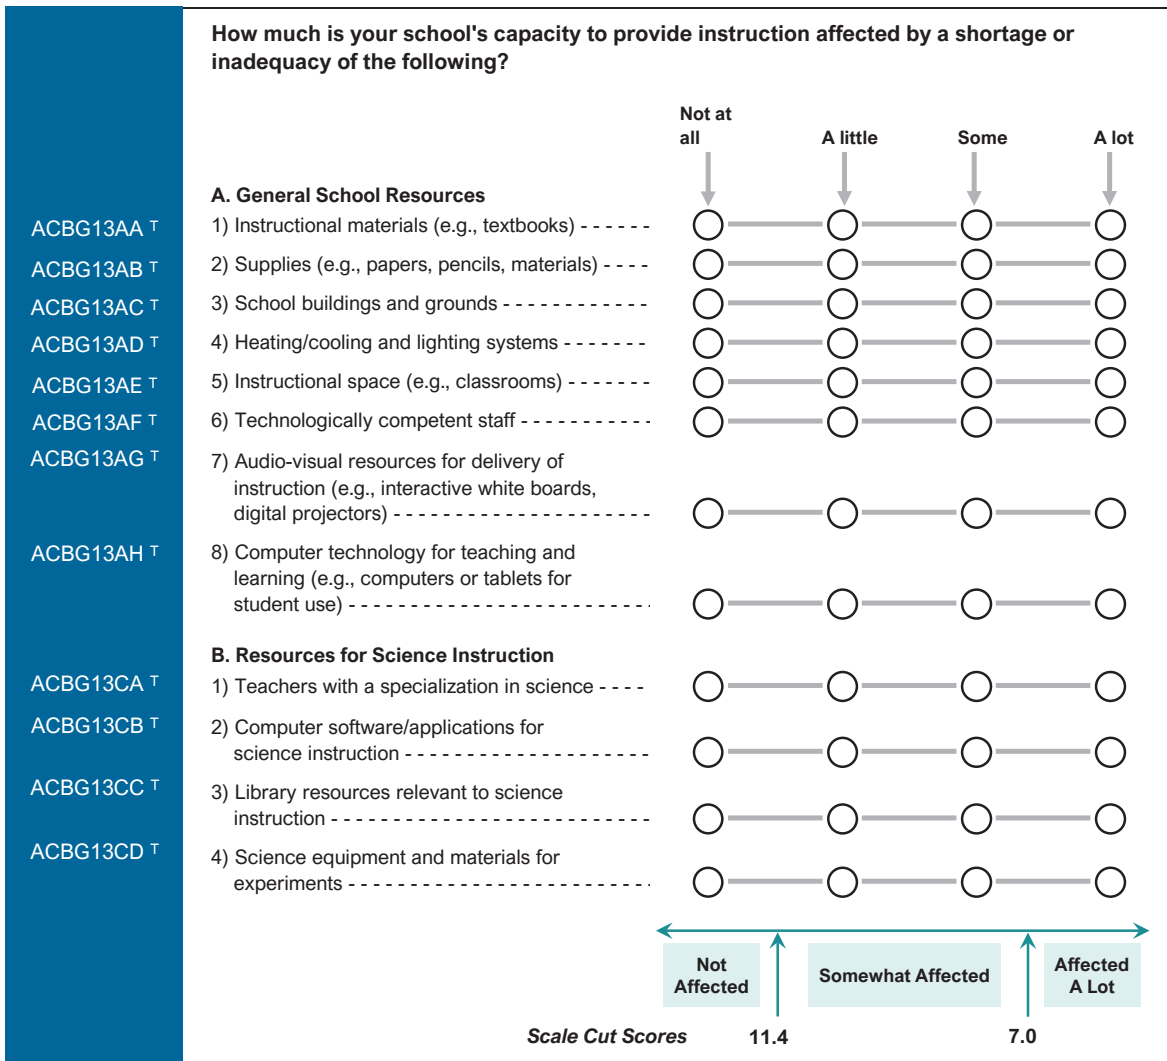 How much is your school's capacity to provide instruction affected by a shortage or
inadequacy of the following?
Not at
all A little Some A lot
A. General School Resources
ACBG13AA ᵀ 1) Instructional materials (e.g., textbooks) - - - - - -
ACBG13AB ᵀ 2) Supplies (e.g., papers, pencils, materials) - - - -
ACBG13AC ᵀ 3) School buildings and grounds - - - - - - - - - - - -
ACBG13AD ᵀ 4) Heating/cooling and lighting systems - - - - - - -
ACBG13AE ᵀ 5) Instructional space (e.g., classrooms) - - - - - - -
ACBG13AF ᵀ 6) Technologically competent staff - - - - - - - - - - -
ACBG13AG ᵀ 7) Audio-visual resources for delivery of
instruction (e.g., interactive white boards,
digital projectors) - - - - - - - - - - - - - - - - - - - - -
ACBG13AH ᵀ 8) Computer technology for teaching and
learning (e.g., computers or tablets for
student use) - - - - - - - - - - - - - - - - - - - - - - - - -
B. Resources for Science Instruction
ACBG13CA ᵀ 1) Teachers with a specialization in science - - - -
ACBG13CB ᵀ 2) Computer software/applications for
science instruction - - - - - - - - - - - - - - - - - - - -
ACBG13CC ᵀ 3) Library resources relevant to science
instruction - - - - - - - - - - - - - - - - - - - - - - - - - -
ACBG13CD ᵀ 4) Science equipment and materials for
experiments - - - - - - - - - - - - - - - - - - - - - - - - -
Not
Affected
Somewhat Affected
Affected
A Lot
Scale Cut Scores 11.4 7.0